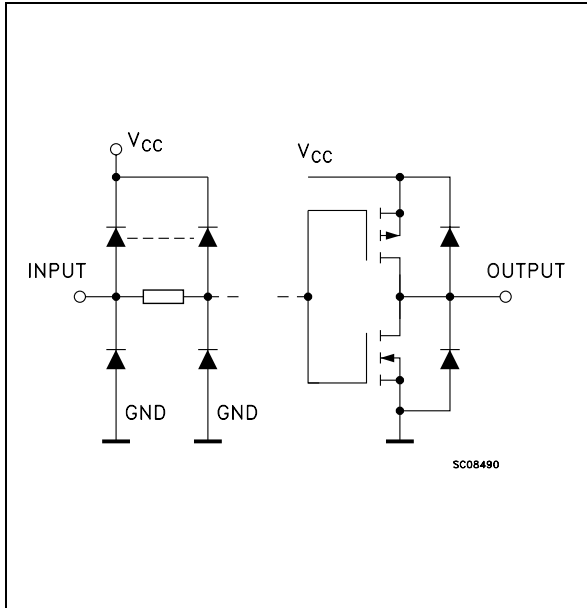 VCC
VCC
INPUT
OUTPUT
GND
GND
SC08490